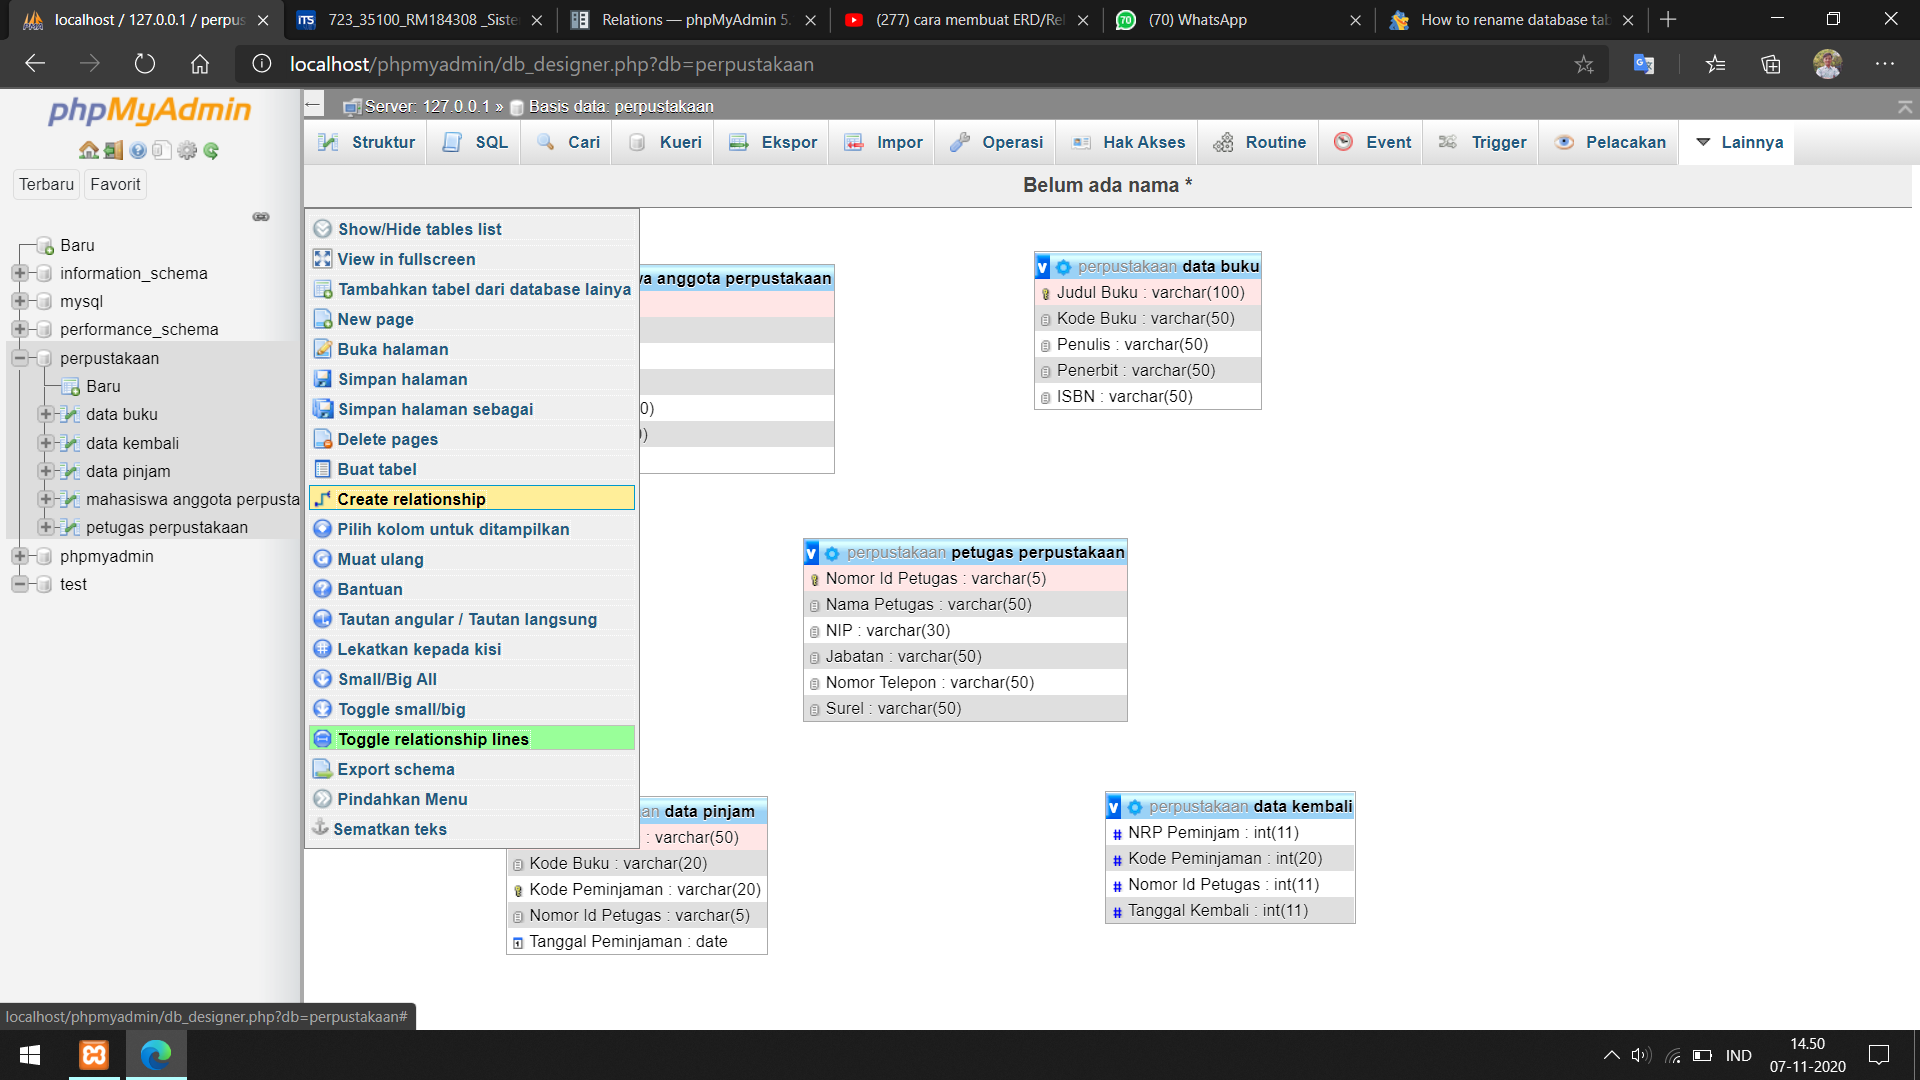 localhost / 127.0.0.1 / perpus
723_35100_RM184308 _Siste
Relations — phpMyAdmin 5.
(277) cara membuat ERD/Rel
(70) WhatsApp
How to rename database tab
localhost/phpmyadmin/db_designer.php?db=perpustakaan
phpMyAdmin
Terbaru
Favorit
Baru
information_schema
mysql
performance_schema
perpustakaan
Baru
data buku
data kembali
data pinjam
mahasiswa anggota perpusta
petugas perpustakaan
phpmyadmin
test
Server: 127.0.0.1 » Basis data: perpustakaan
Struktur
SQL
Cari
Kueri
Ekspor
Impor
Operasi
Hak Akses
Routine
Event
Trigger
Pelacakan
Lainnya
Belum ada nama *
Show/Hide tables list
View in fullscreen
Tambahkan tabel dari database lainya
New page
Buka halaman
Simpan halaman
Simpan halaman sebagai
Delete pages
Buat tabel
Create relationship
Pilih kolom untuk ditampilkan
Muat ulang
Bantuan
Tautan angular / Tautan langsung
Lekatkan kepada kisi
Small/Big All
Toggle small/big
Toggle relationship lines
Export schema
Pindahkan Menu
Sematkan teks
va anggota perpustakaan
0)
)
v perpustakaan data buku
Judul Buku : varchar(100)
Kode Buku : varchar(50)
Penulis : varchar(50)
Penerbit : varchar(50)
ISBN : varchar(50)
v perpustakaan petugas perpustakaan
Nomor Id Petugas : varchar(5)
Nama Petugas : varchar(50)
NIP : varchar(30)
Jabatan : varchar(50)
Nomor Telepon : varchar(50)
Surel : varchar(50)
an data pinjam
: varchar(50)
Kode Buku : varchar(20)
Kode Peminjaman : varchar(20)
Nomor Id Petugas : varchar(5)
Tanggal Peminjaman : date
v perpustakaan data kembali
# NRP Peminjam : int(11)
# Kode Peminjaman : int(20)
# Nomor Id Petugas : int(11)
# Tanggal Kembali : int(11)
localhost/phpmyadmin/db_designer.php?db=perpustakaan#
IND
14.50
07-11-2020